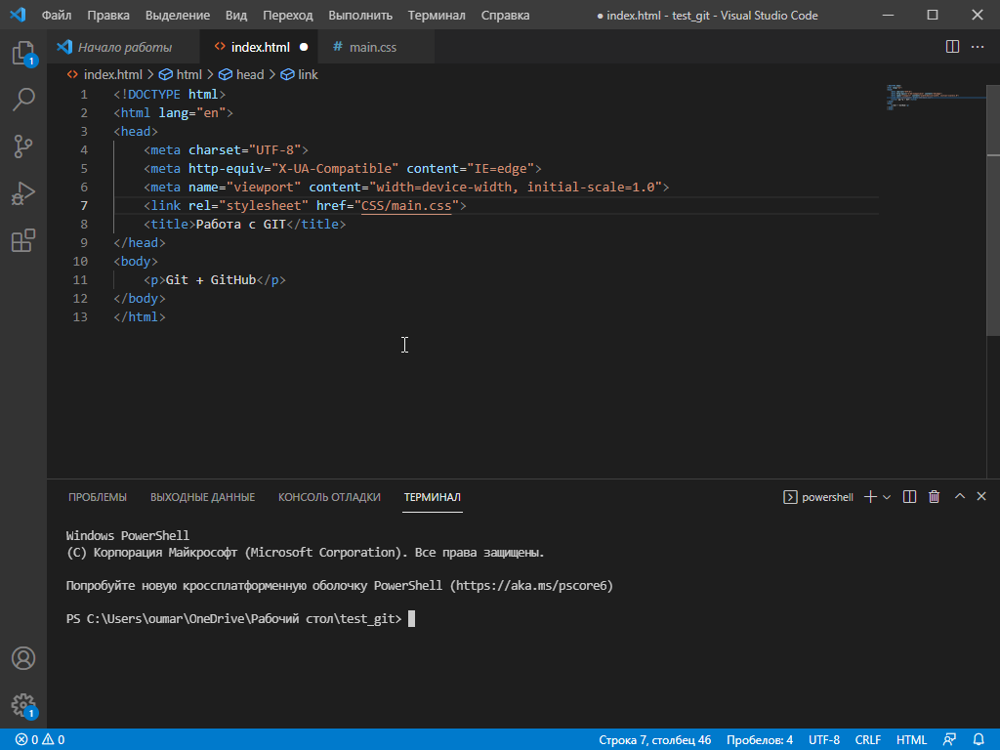 Файл Правка Выделение Вид Переход Выполнить Терминал Справка ● index.html - test_git - Visual Studio Code
Начало работы index.html ● # main.css
index.html > html > head > link
1 <!DOCTYPE html>
2 <html lang="en">
3 <head>
4 <meta charset="UTF-8">
5 <meta http-equiv="X-UA-Compatible" content="IE=edge">
6 <meta name="viewport" content="width=device-width, initial-scale=1.0">
7 <link rel="stylesheet" href="CSS/main.css">
8 <title>Работа с GIT</title>
9 </head>
10 <body>
11 <p>Git + GitHub</p>
12 </body>
13 </html>
ПРОБЛЕМЫ ВЫХОДНЫЕ ДАННЫЕ КОНСОЛЬ ОТЛАДКИ ТЕРМИНАЛ powershell
Windows PowerShell
(C) Корпорация Майкрософт (Microsoft Corporation). Все права защищены.
Попробуйте новую кроссплатформенную оболочку PowerShell (https://aka.ms/pscore6)
PS C:\Users\oumar\OneDrive\Рабочий стол\test_git>
1
1
0 0 Строка 7, столбец 46 Пробелов: 4 UTF-8 CRLF HTML